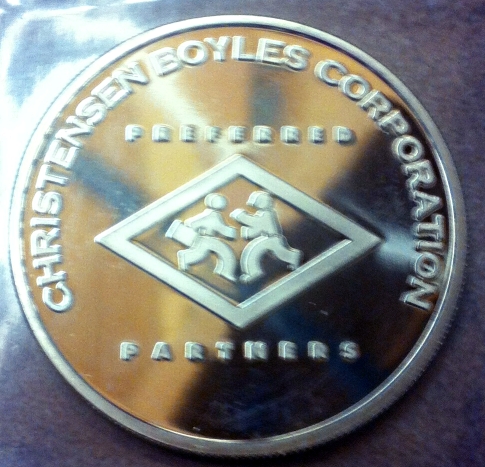 CHRISTENSEN BOYLES CORPORATION
PREFERRED
PARTNERS